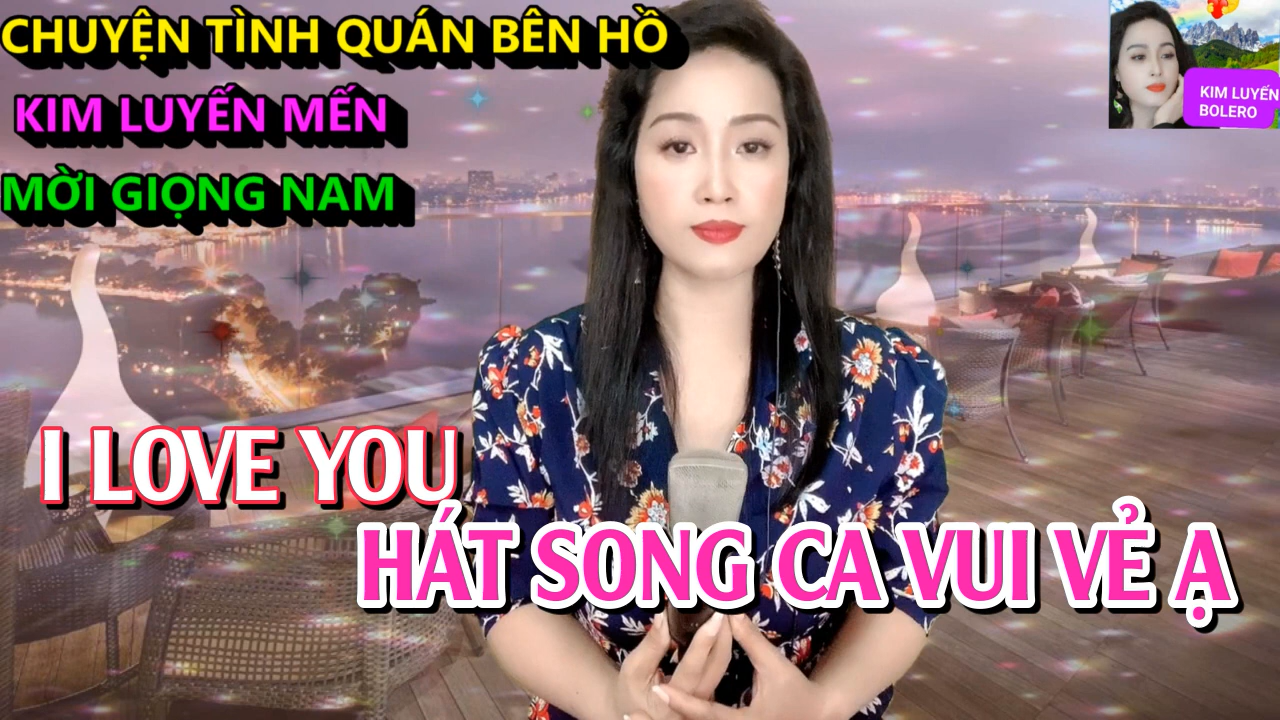 CHUYỆN TÌNH QUÁN BÊN HỒ
KIM LUYẾN MẾN
MỜI GIỌNG NAM
KIM LUYẾN
BOLERO
I LOVE YOU
HÁT SONG CA VUI VẺ Ạ